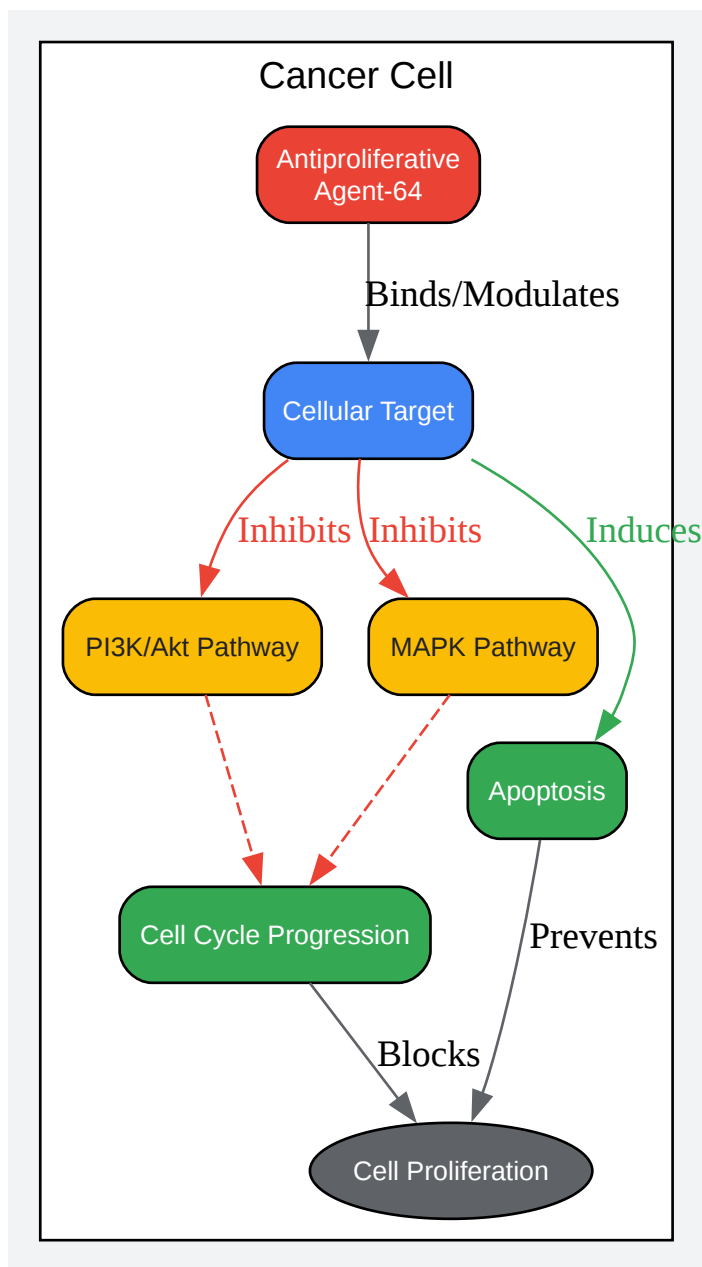 Cancer Cell
Antiproliferative
Agent-64
Binds/Modulates
Cellular Target
Inhibits
Inhibits
Induces
PI3K/Akt Pathway
MAPK Pathway
Apoptosis
Cell Cycle Progression
Prevents
Blocks
Cell Proliferation